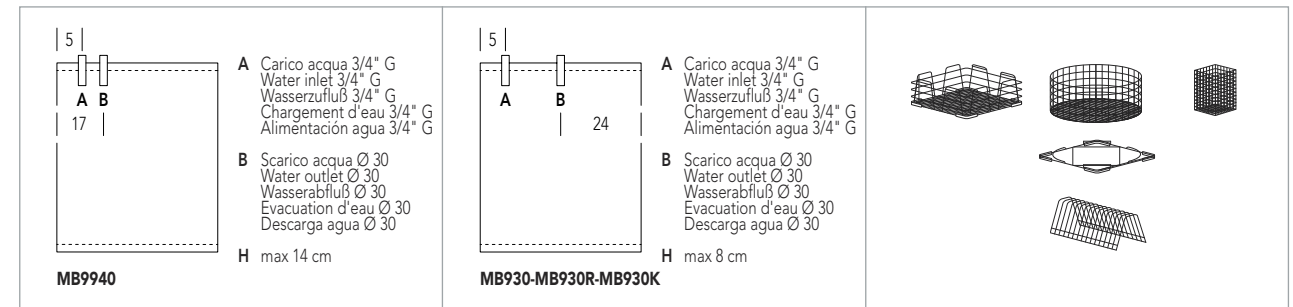 5
A B
17
A Carico acqua 3/4" G
Water inlet 3/4" G
Wasserzufluß 3/4" G
Chargement d'eau 3/4" G
Alimentación agua 3/4" G
B Scarico acqua Ø 30
Water outlet Ø 30
Wasserabfluß Ø 30
Evacuation d'eau Ø 30
Descarga agua Ø 30
H max 14 cm
MB9940
5
A B
24
A Carico acqua 3/4" G
Water inlet 3/4" G
Wasserzufluß 3/4" G
Chargement d'eau 3/4" G
Alimentación agua 3/4" G
B Scarico acqua Ø 30
Water outlet Ø 30
Wasserabfluß Ø 30
Evacuation d'eau Ø 30
Descarga agua Ø 30
H max 8 cm
MB930-MB930R-MB930K